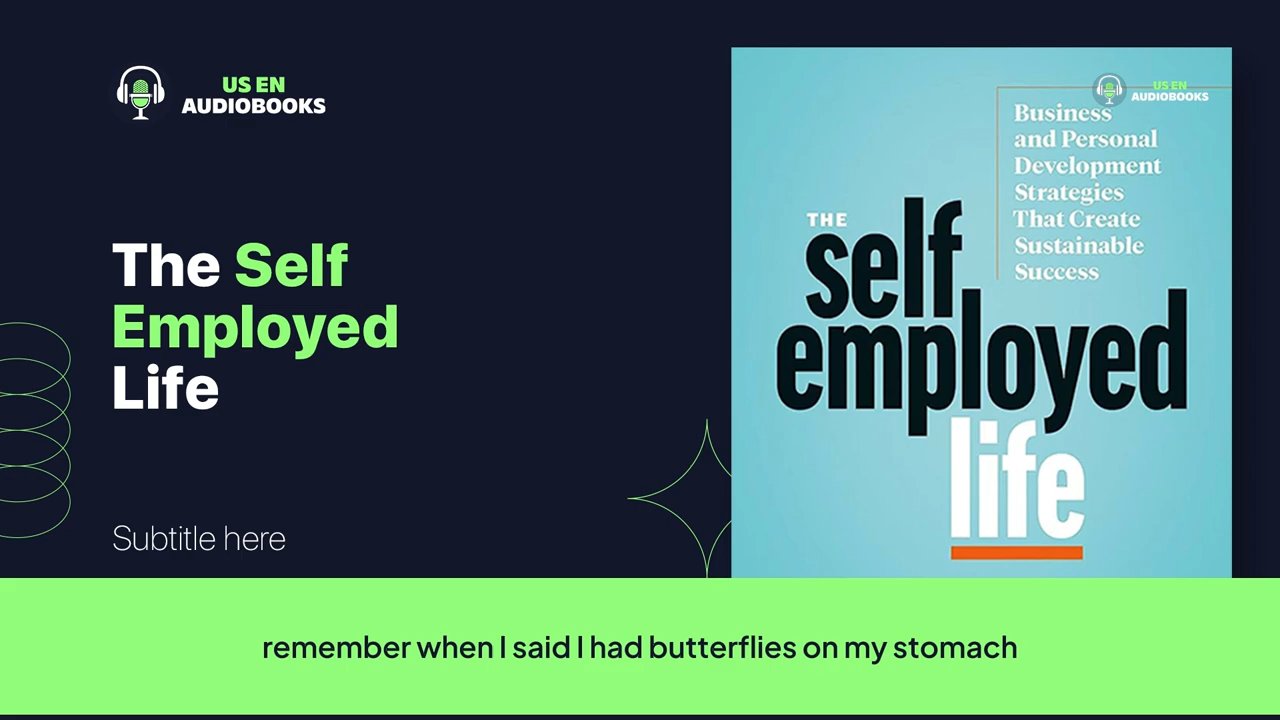 US EN
AUDIOBOOKS
The Self
Employed
Life
Subtitle here
US EN
AUDIOBOOKS
Business
and Personal
Development
Strategies
That Create
Sustainable
Success
THE
self
employed
life
remember when I said I had butterflies on my stomach